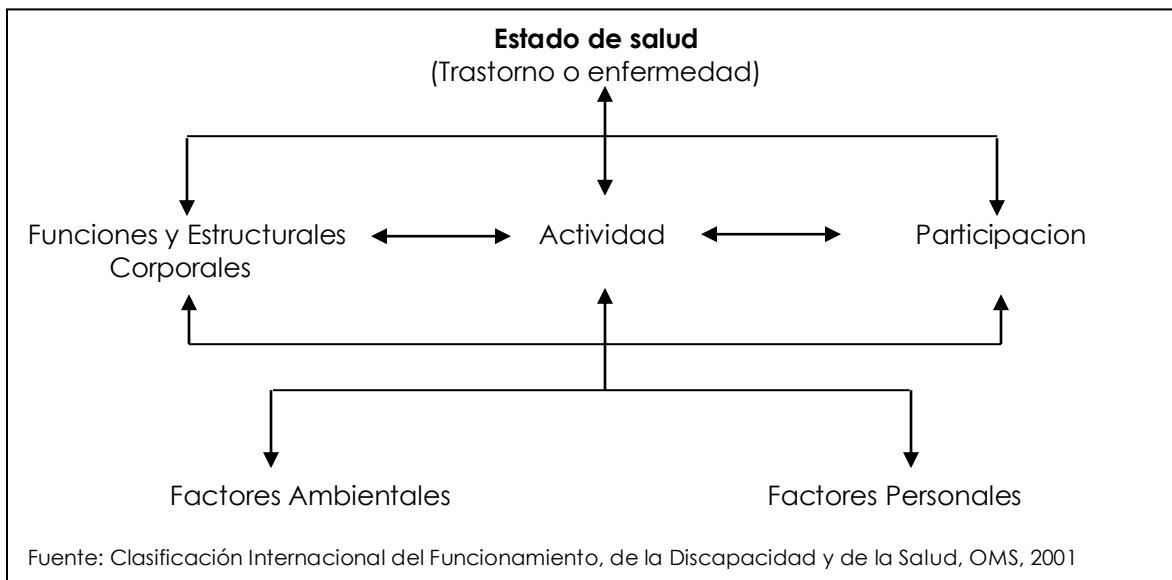 Estado de salud
(Trastorno o enfermedad)
Funciones y Estructurales
Corporales
Actividad
Participacion
Factores Ambientales
Factores Personales
Fuente: Clasificación Internacional del Funcionamiento, de la Discapacidad y de la Salud, OMS, 2001